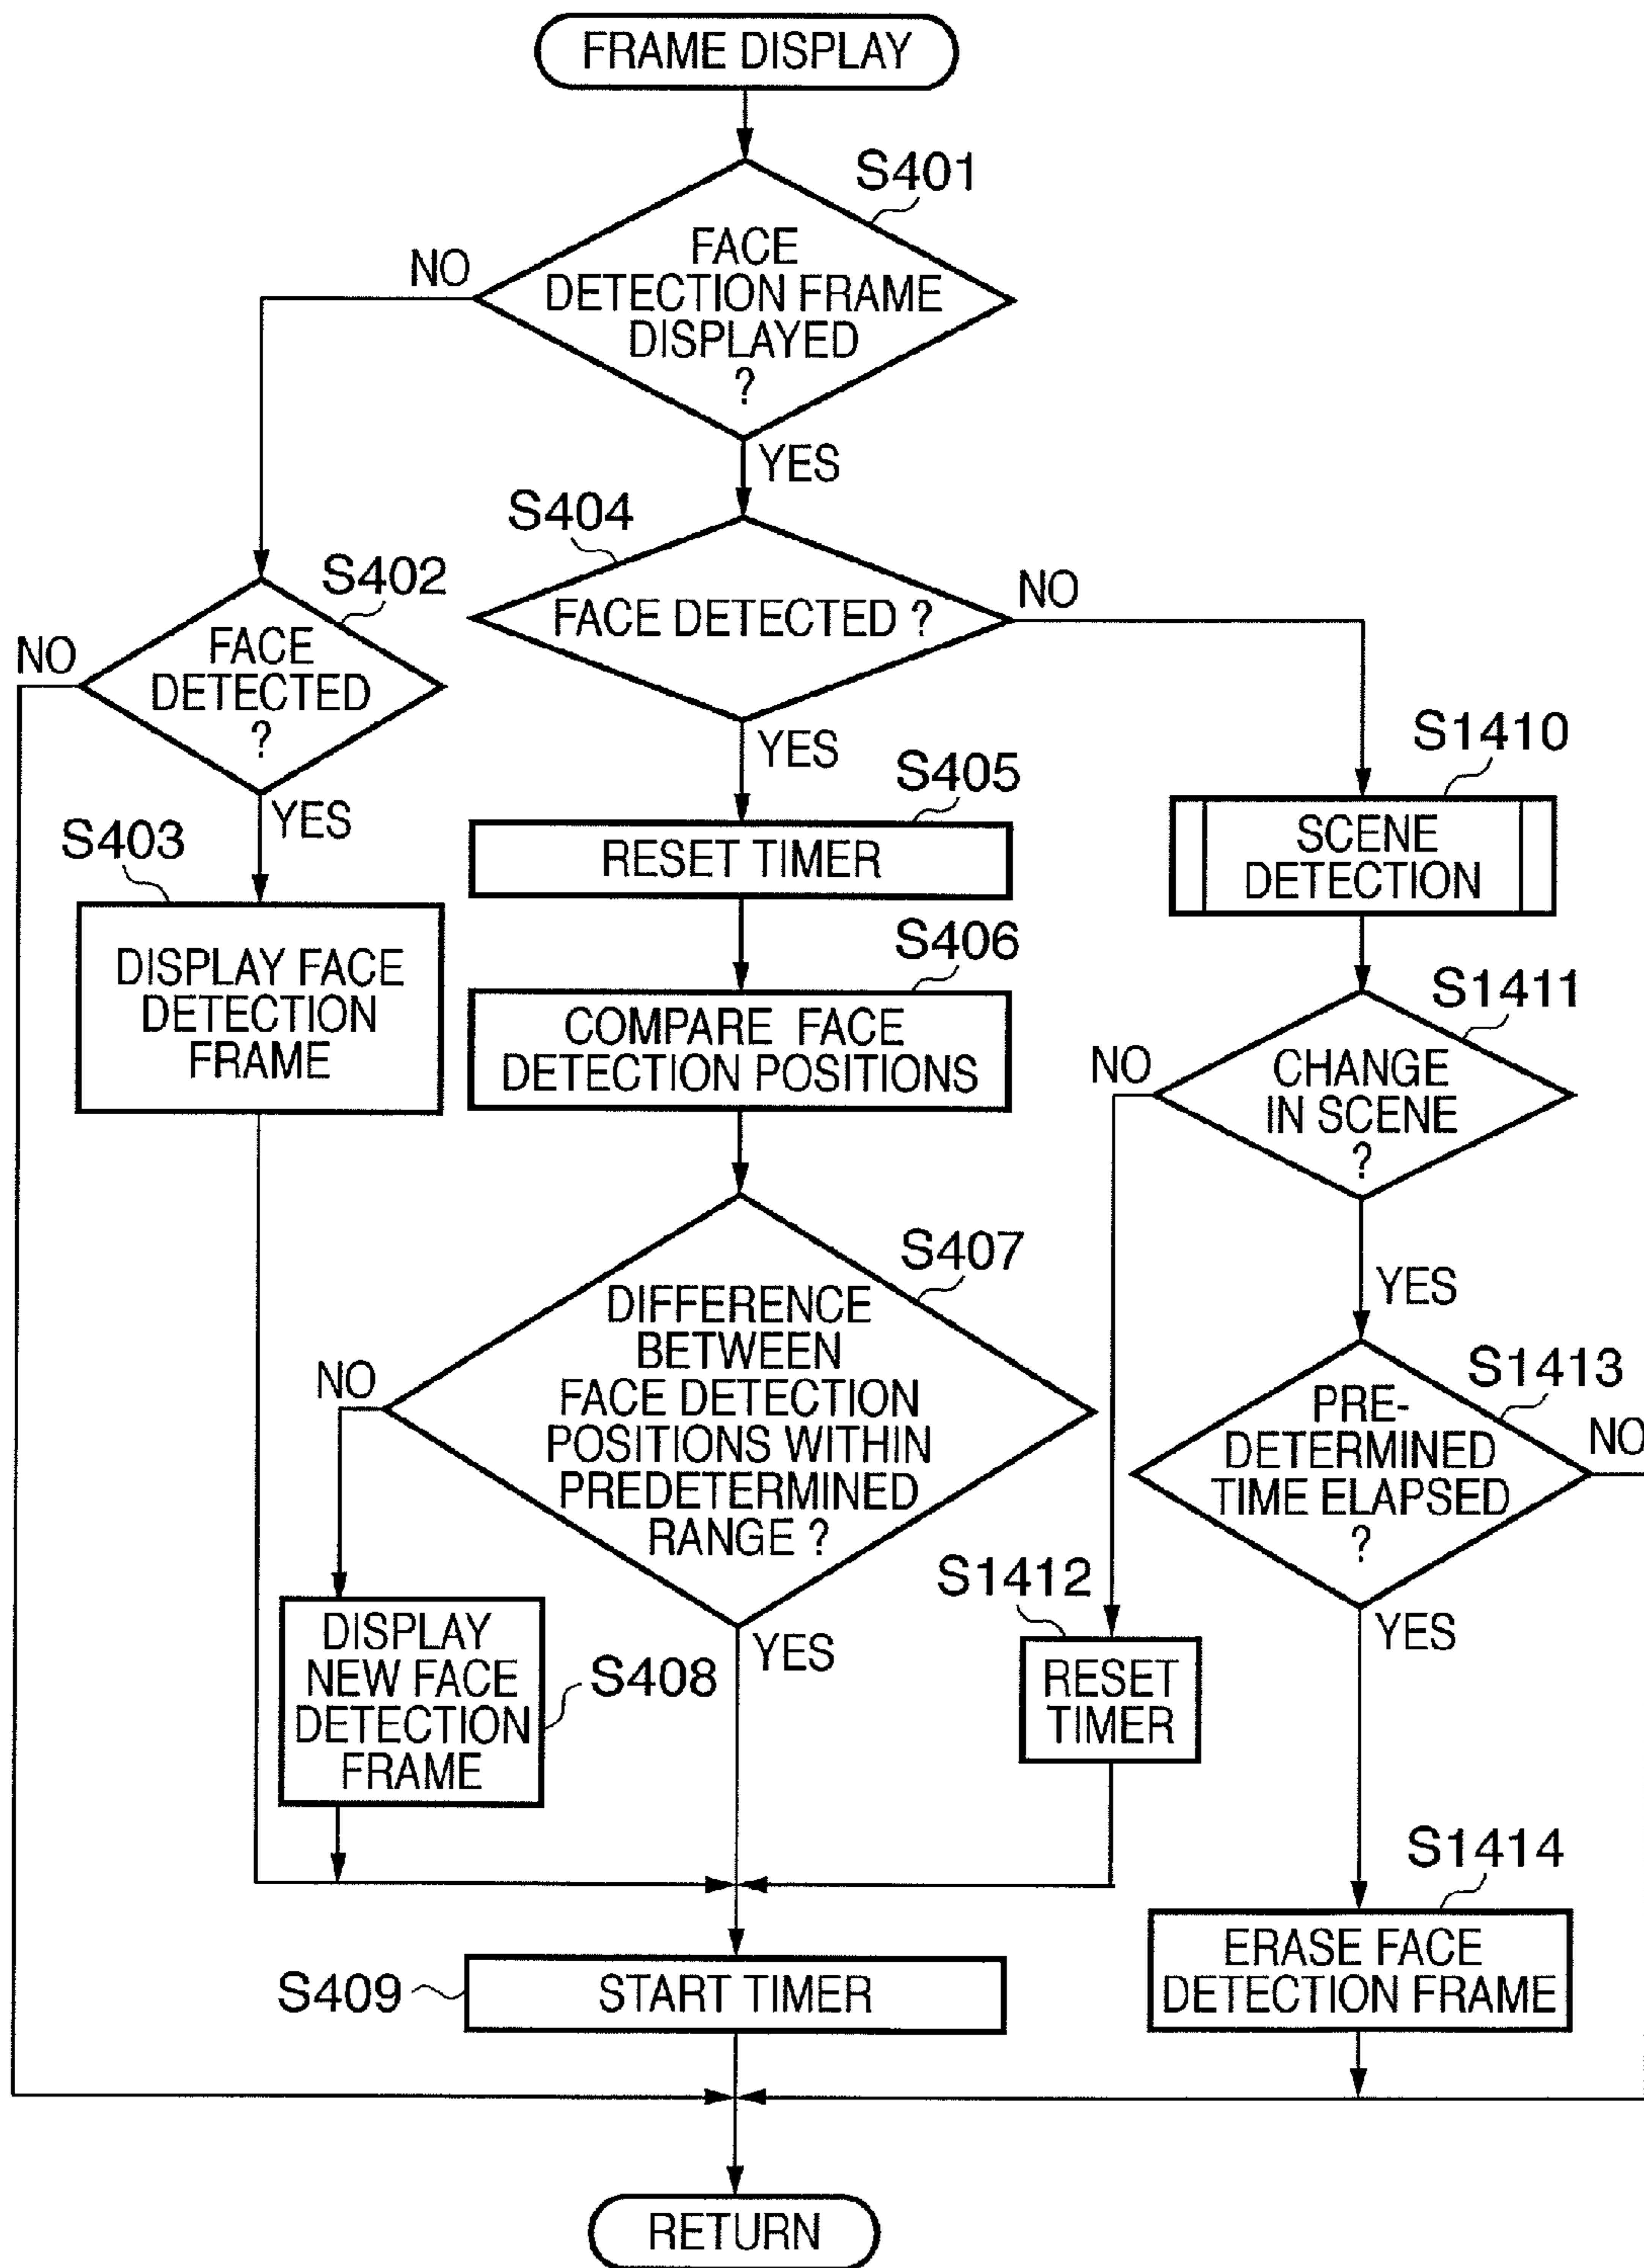 FRAME DISPLAY
S401
FACE
DETECTION FRAME
DISPLAYED
?
NO
YES
S404
FACE DETECTED ?
NO
YES
S402
FACE
DETECTED
?
NO
YES
S403
DISPLAY FACE
DETECTION
FRAME
S405
RESET TIMER
S406
COMPARE FACE
DETECTION POSITIONS
S407
DIFFERENCE
BETWEEN
FACE DETECTION
POSITIONS WITHIN
PREDETERMINED
RANGE ?
NO
YES
DISPLAY
NEW FACE
DETECTION
FRAME
S408
S1410
SCENE
DETECTION
S1411
CHANGE
IN SCENE
?
NO
YES
S1412
RESET
TIMER
S1413
PRE-
DETERMINED
TIME ELAPSED
?
NO
YES
S1414
ERASE FACE
DETECTION FRAME
S409
START TIMER
RETURN